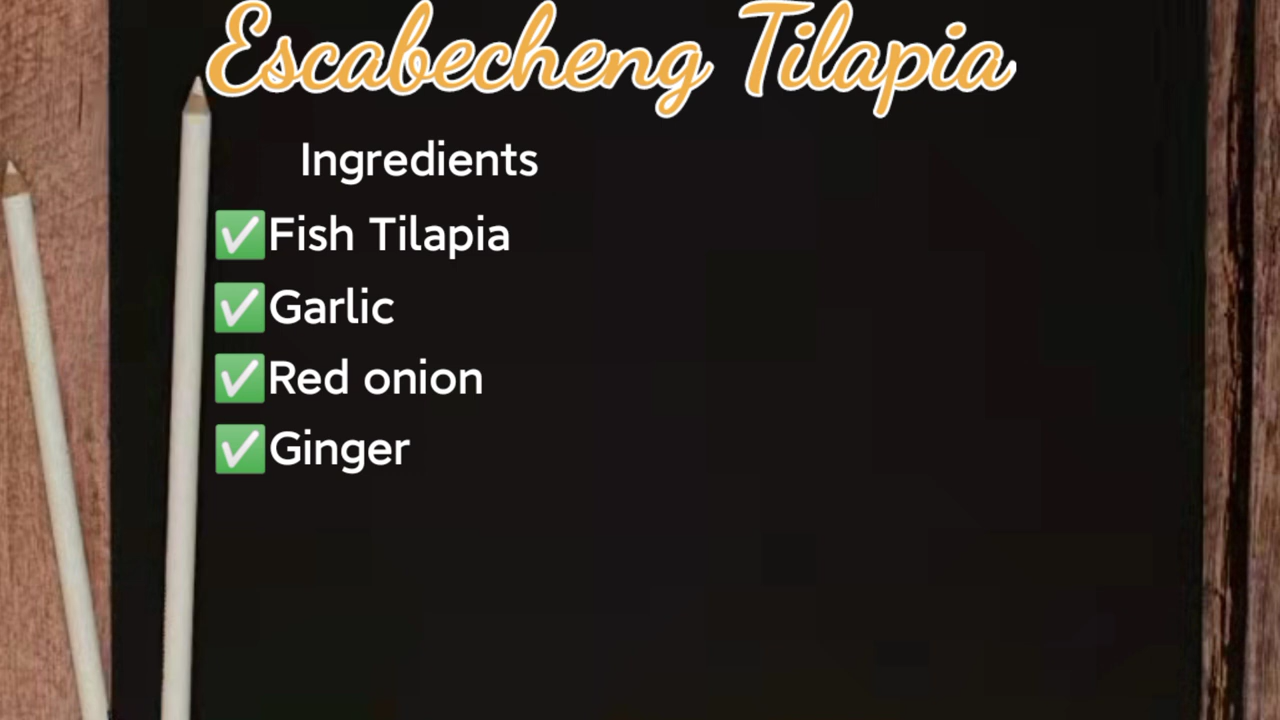 Escabecheng Tilapia
Ingredients
✅Fish Tilapia
✅Garlic
✅Red onion
✅Ginger